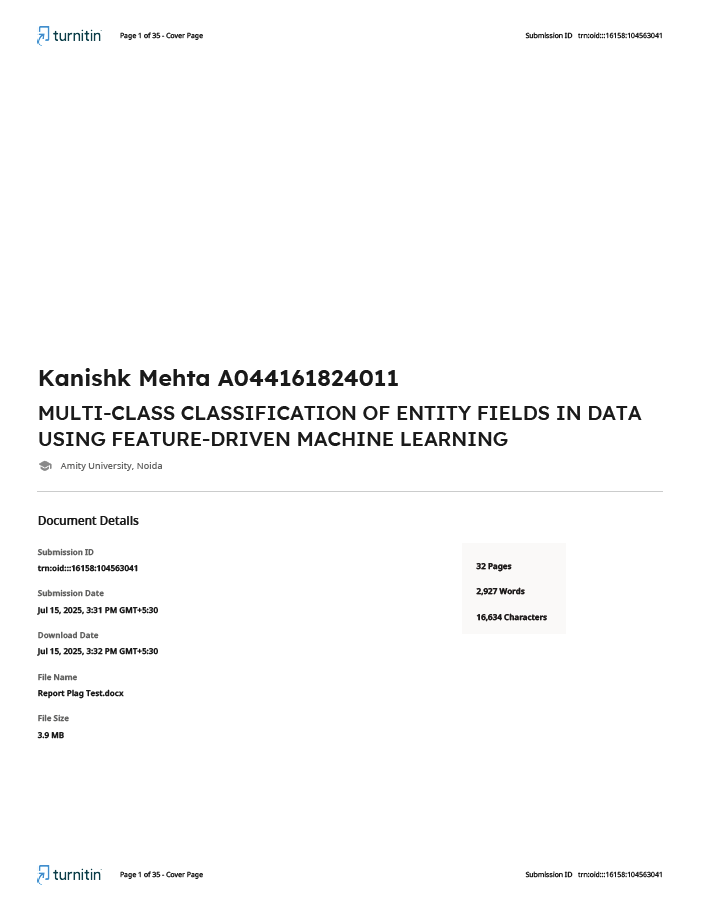 turnitin Page 1 of 35 - Cover Page Submission ID trn:oid:::16158:104563041
Kanishk Mehta A044161824011
MULTI-CLASS CLASSIFICATION OF ENTITY FIELDS IN DATA
USING FEATURE-DRIVEN MACHINE LEARNING
Amity University, Noida
Document Details
Submission ID
trn:oid:::16158:104563041
Submission Date
Jul 15, 2025, 3:31 PM GMT+5:30
Download Date
Jul 15, 2025, 3:32 PM GMT+5:30
File Name
Report Plag Test.docx
File Size
3.9 MB
32 Pages
2,927 Words
16,634 Characters
turnitin Page 1 of 35 - Cover Page Submission ID trn:oid:::16158:104563041